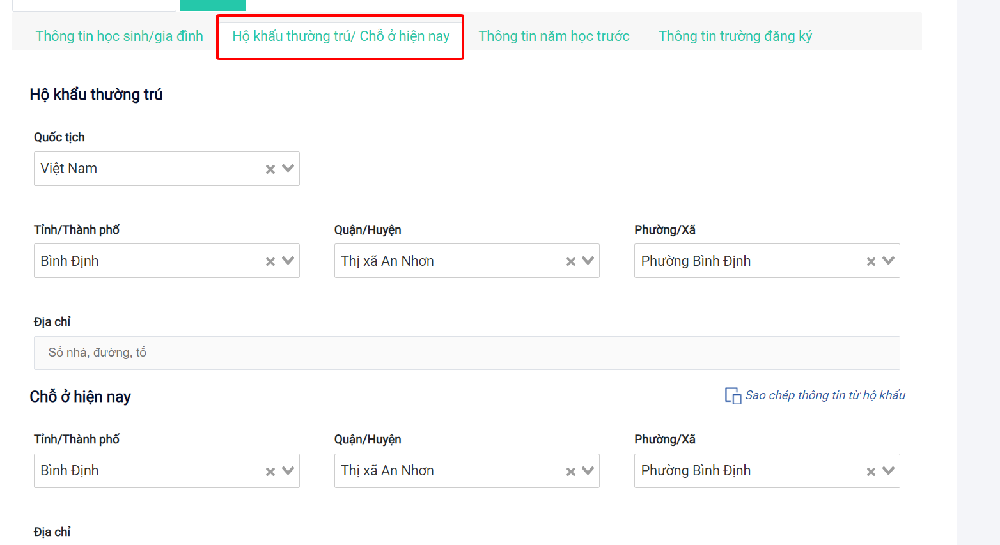 Thông tin học sinh/gia đình Hộ khẩu thường trú/ Chỗ ở hiện nay Thông tin năm học trước Thông tin trường đăng ký
Hộ khẩu thường trú
Quốc tịch
Việt Nam
Tỉnh/Thành phố Quận/Huyện Phường/Xã
Bình Định Thị xã An Nhơn Phường Bình Định
Địa chỉ
Số nhà, đường, tổ
Chỗ ở hiện nay Sao chép thông tin từ hộ khẩu
Tỉnh/Thành phố Quận/Huyện Phường/Xã
Bình Định Thị xã An Nhơn Phường Bình Định
Địa chỉ